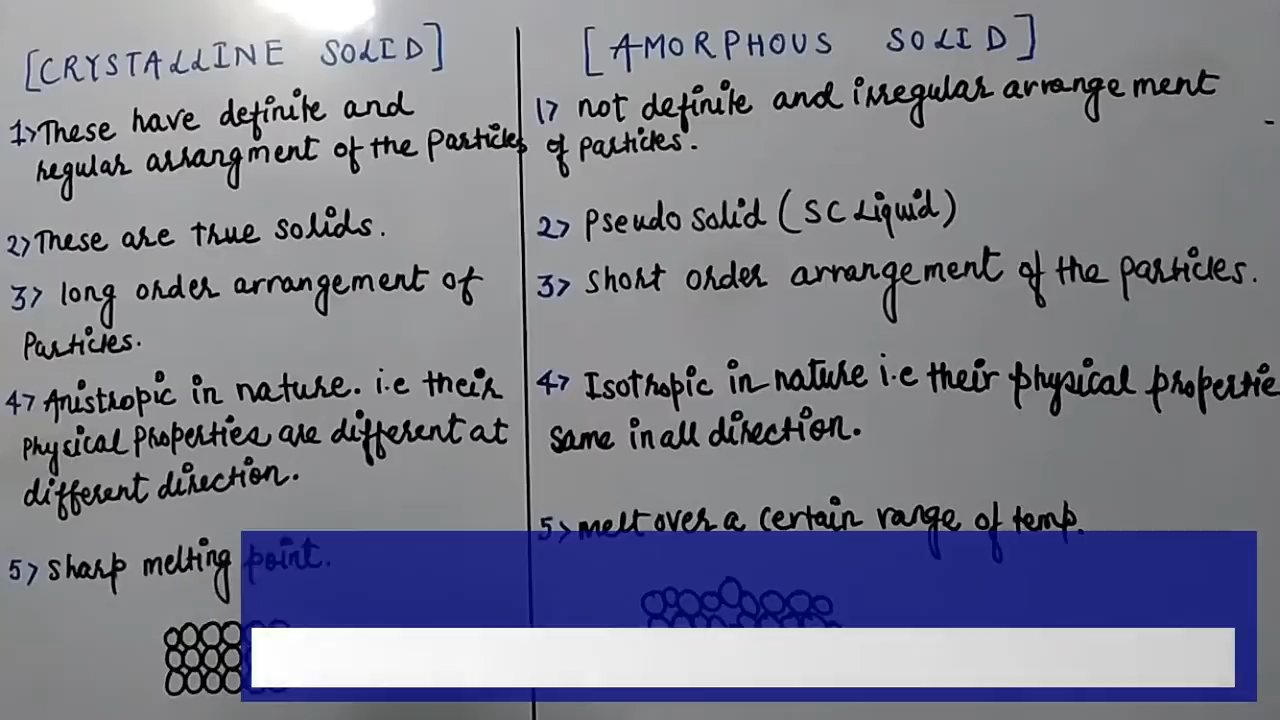 [CRYSTALLINE SOLID]
1> These have definite and
regular arrangment of the Particles
2> These are true solids.
3> long order arrangement of
Particles.
4> Anistropic in nature. i.e their
Physical Properties are different at
different direction.
5> sharp melting point.
[AMORPHOUS SOLID]
1> not definite and irregular arrangement
of particles.
2> Pseudo solid (SC Liquid)
3> short order arrangement of the particles.
4> Isotropic in nature i.e their physical propertie
same in all direction.
5> melt over a certain range of temp.